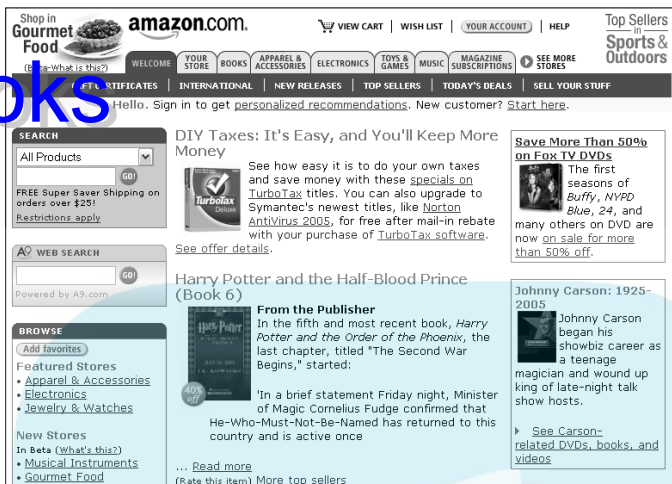 Shop in
Gourmet
Food
(Beta-What is this?)
amazon.com.
VIEW CART | WISH LIST | YOUR ACCOUNT | HELP
Top Sellers
in
Sports &
Outdoors
WELCOME
YOUR STORE
BOOKS
APPAREL & ACCESSORIES
ELECTRONICS
TOYS & GAMES
MUSIC
MAGAZINE SUBSCRIPTIONS
SEE MORE STORES
oks
INTERNATIONAL | NEW RELEASES | TOP SELLERS | TODAY'S DEALS | SELL YOUR STUFF
Hello. Sign in to get personalized recommendations. New customer? Start here.
SEARCH
All Products
GO!
FREE Super Saver Shipping on
orders over $25!
Restrictions apply
A9 WEB SEARCH
GO!
Powered by A9.com
BROWSE
Add favorites
Featured Stores
• Apparel & Accessories
• Electronics
• Jewelry & Watches
New Stores
In Beta (What's this?)
• Musical Instruments
• Gourmet Food
DIY Taxes: It's Easy, and You'll Keep More
Money
TurboTax
Deluxe
See how easy it is to do your own taxes
and save money with these specials on
TurboTax titles. You can also upgrade to
Symantec's newest titles, like Norton
AntiVirus 2005, for free after mail-in rebate
with your purchase of TurboTax software.
See offer details.
Harry Potter and the Half-Blood Prince
(Book 6)
Harry Potter
40%
off
From the Publisher
In the fifth and most recent book, Harry
Potter and the Order of the Phoenix, the
last chapter, titled "The Second War
Begins," started:
'In a brief statement Friday night, Minister
of Magic Cornelius Fudge confirmed that
He-Who-Must-Not-Be-Named has returned to this
country and is active once
... Read more
(Rate this item) More top sellers
Save More Than 50%
on Fox TV DVDs
The first
seasons of
Buffy, NYPD
Blue, 24, and
many others on DVD are
now on sale for more
than 50% off.
Johnny Carson: 1925-
2005
Johnny Carson
began his
showbiz career as
a teenage
magician and wound up
king of late-night talk
show hosts.
See Carson-
related DVDs, books, and
videos